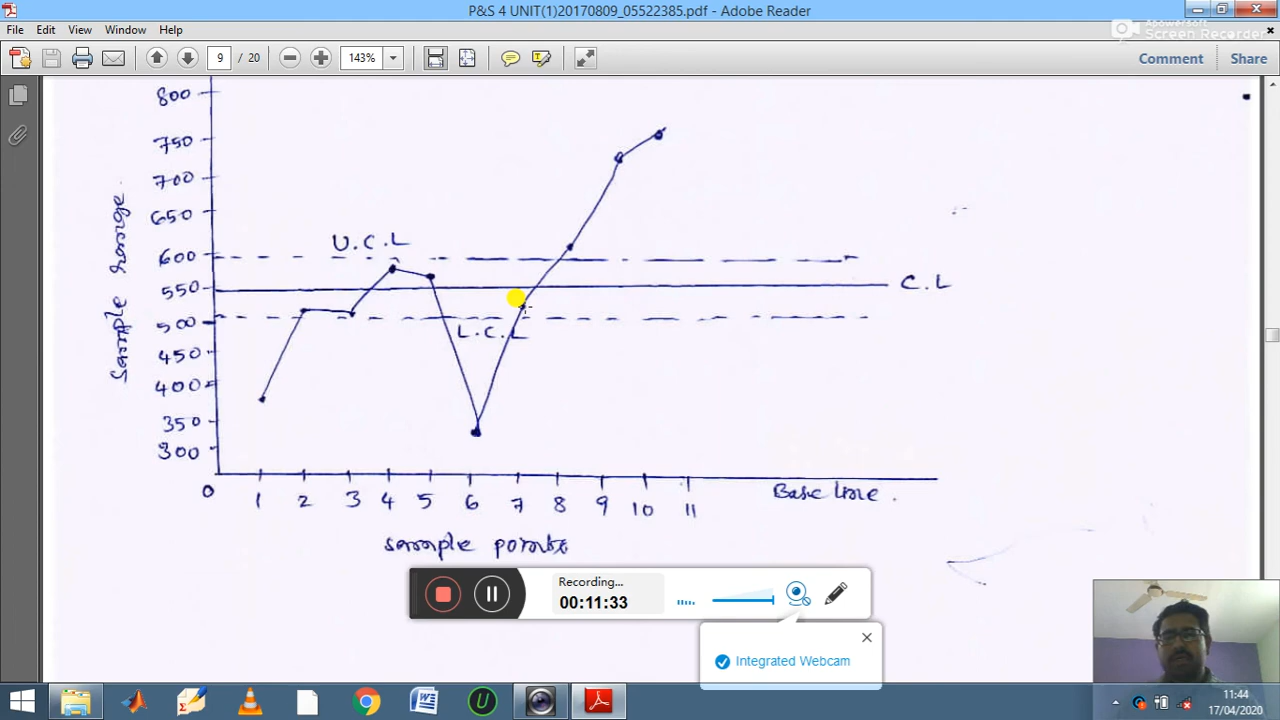 P&S 4 UNIT(1)20170809_05522385.pdf - Adobe Reader
File Edit View Window Help
Apowersoft
Screen Recorder
9 / 20 143% Comment Share
800
750
700
650
600
550
500
450
400
350
300
Sample range.
U.C.L
C.L
L.C.L
0 1 2 3 4 5 6 7 8 9 10 11
Base line.
sample points
Recording...
00:11:33
Integrated Webcam
11:44
17/04/2020